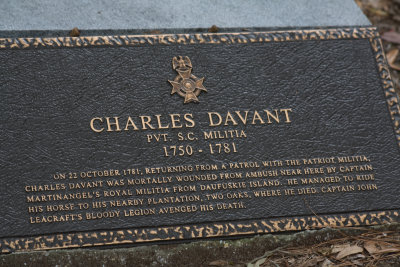 CHARLES DAVANT
PVT. S.C. MILITIA
1750 - 1781
ON 22 OCTOBER 1781, RETURNING FROM A PATROL WITH THE PATRIOT MILITIA,
CHARLES DAVANT WAS MORTALLY WOUNDED FROM AMBUSH NEAR HERE BY CAPTAIN
MARTINANGEL'S ROYAL MILITIA FROM DAUFUSKIE ISLAND. HE MANAGED TO RIDE
HIS HORSE TO HIS NEARBY PLANTATION, TWO OAKS, WHERE HE DIED. CAPTAIN JOHN
LEACRAFT'S BLOODY LEGION AVENGED HIS DEATH.